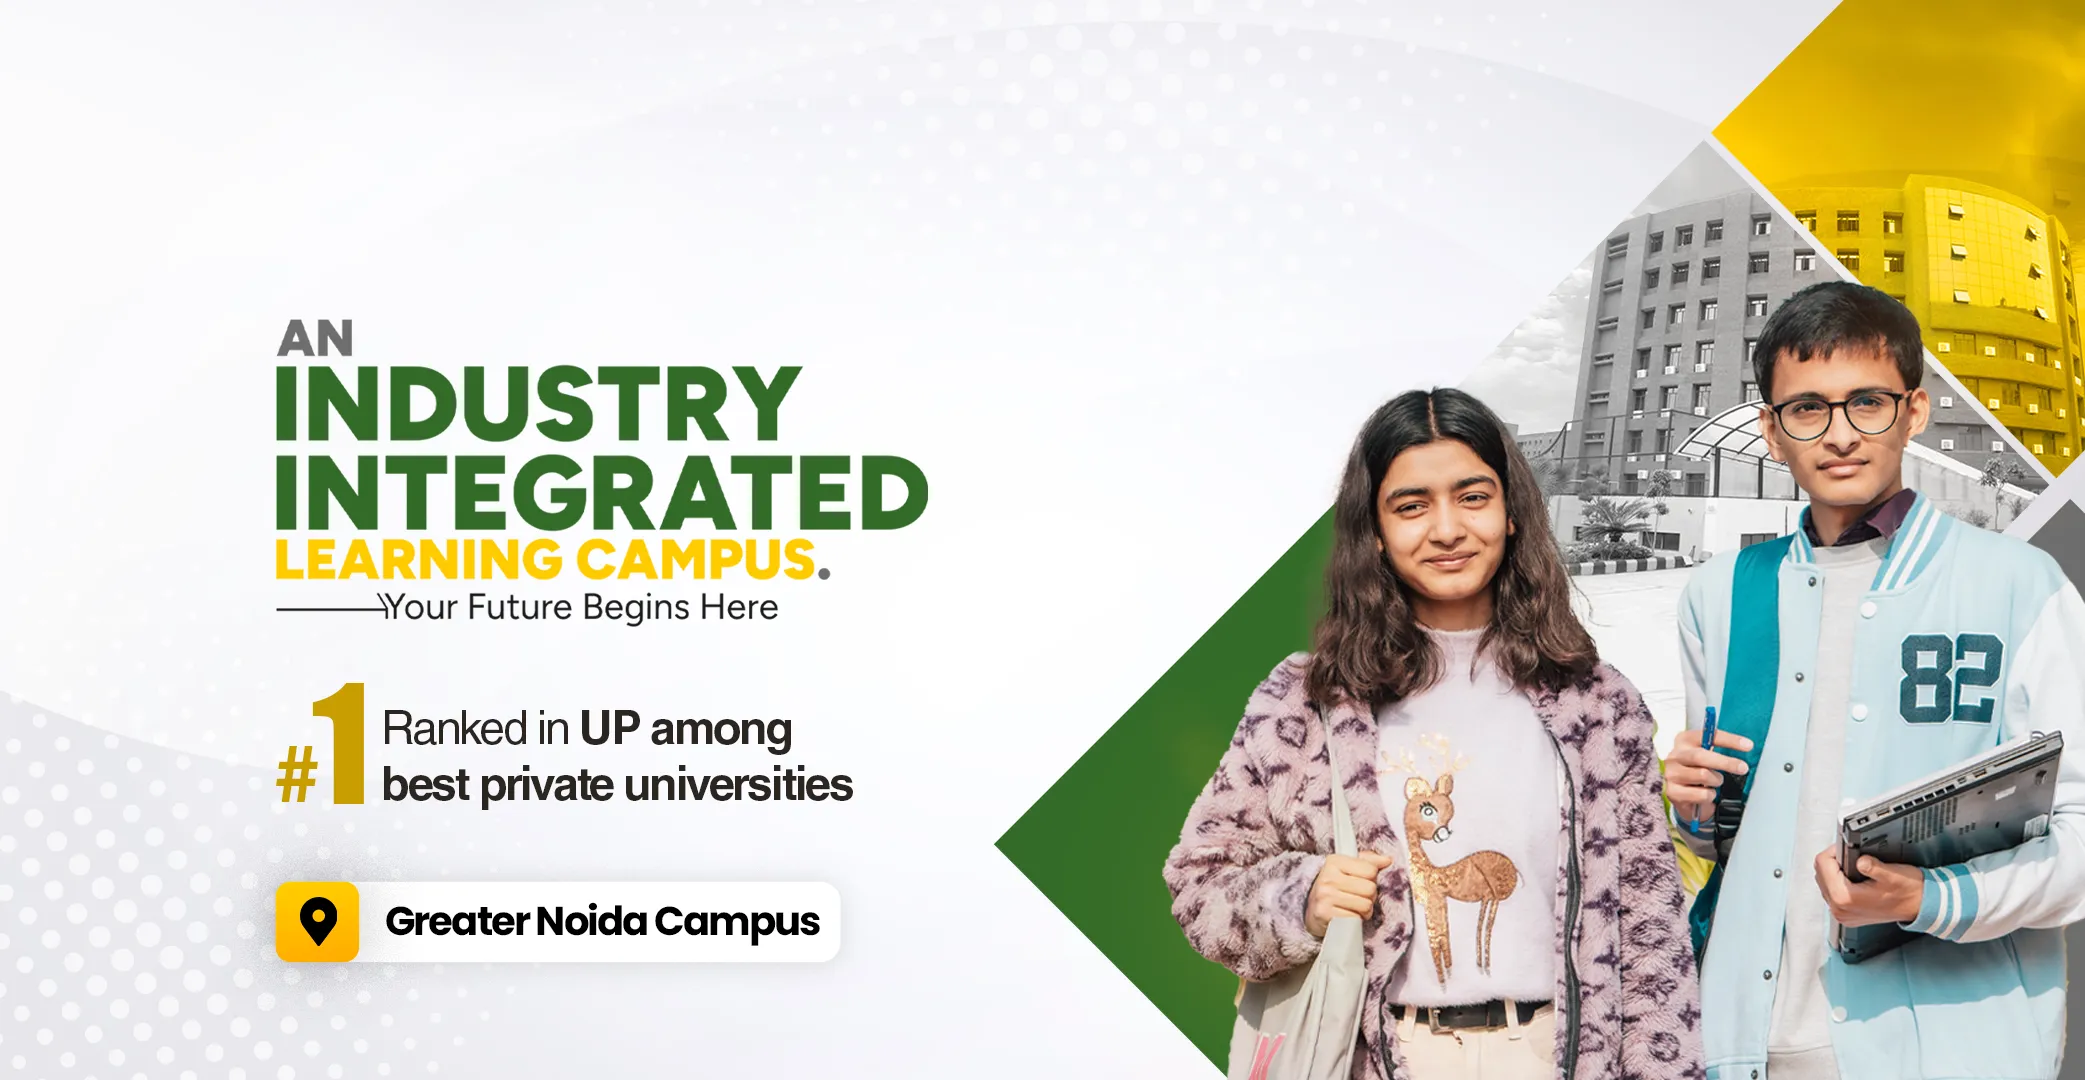 AN
INDUSTRY
INTEGRATED
LEARNING CAMPUS.
Your Future Begins Here
#1 Ranked in UP among
best private universities
Greater Noida Campus
82